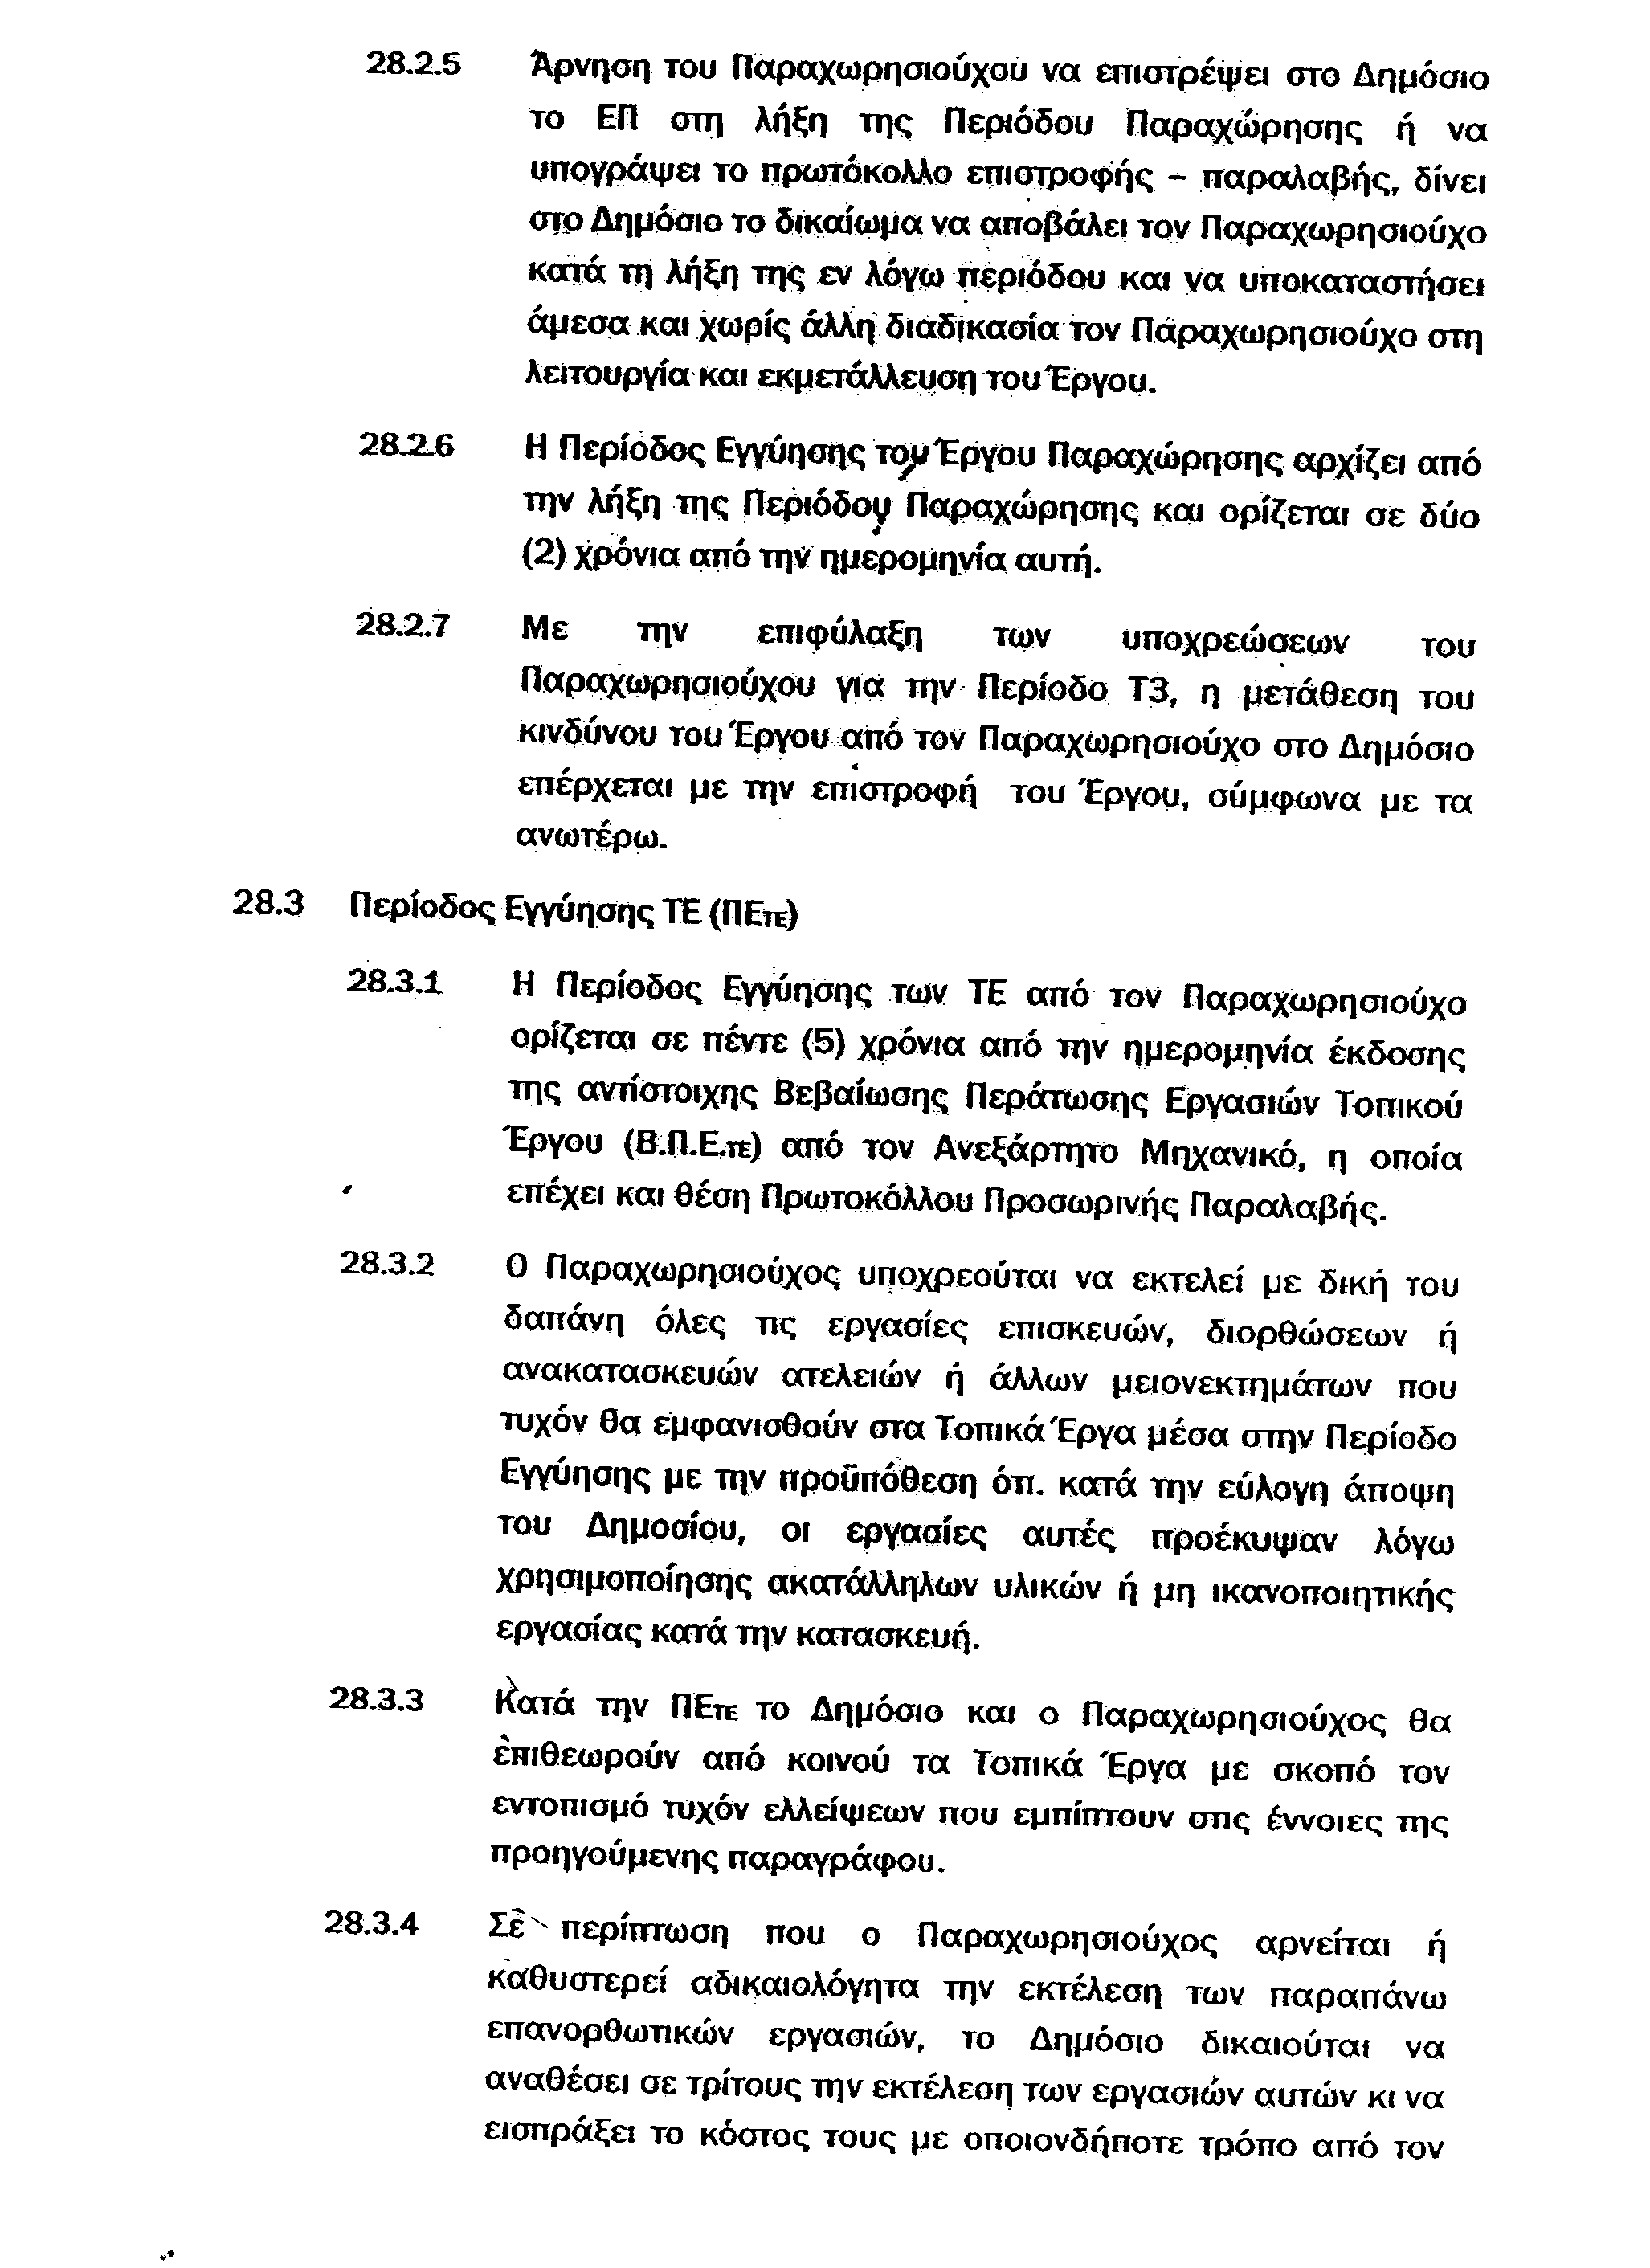 28.2.5 Άρνηση του Παραχωρησιούχου να επιστρέψει στο Δημόσιο
το ΕΠ στη λήξη της Περιόδου Παραχώρησης ή να
υπογράψει το πρωτόκολλο επιστροφής – παραλαβής, δίνει
στο Δημόσιο το δικαίωμα να αποβάλει τον Παραχωρησιούχο
κατά τη λήξη της εν λόγω περιόδου και να υποκαταστήσει
άμεσα και χωρίς άλλη διαδικασία τον Παραχωρησιούχο στη
λειτουργία και εκμετάλλευση του Έργου.
28.2.6 Η Περίοδος Εγγύησης του Έργου Παραχώρησης αρχίζει από
την λήξη της Περιόδου Παραχώρησης και ορίζεται σε δύο
(2) χρόνια από την ημερομηνία αυτή.
28.2.7 Με την επιφύλαξη των υποχρεώσεων του
Παραχωρησιούχου για την Περίοδο Τ3, η μετάθεση του
κινδύνου του Έργου από τον Παραχωρησιούχο στο Δημόσιο
επέρχεται με την επιστροφή του Έργου, σύμφωνα με τα
ανωτέρω.
28.3 Περίοδος Εγγύησης ΤΕ (ΠΕτε)
28.3.1 Η Περίοδος Εγγύησης των ΤΕ από τον Παραχωρησιούχο
ορίζεται σε πέντε (5) χρόνια από την ημερομηνία έκδοσης
της αντίστοιχης Βεβαίωσης Περάτωσης Εργασιών Τοπικού
Έργου (Β.Π.Ε.τε) από τον Ανεξάρτητο Μηχανικό, η οποία
επέχει και θέση Πρωτοκόλλου Προσωρινής Παραλαβής.
28.3.2 Ο Παραχωρησιούχος υποχρεούται να εκτελεί με δική του
δαπάνη όλες τις εργασίες επισκευών, διορθώσεων ή
ανακατασκευών ατελειών ή άλλων μειονεκτημάτων που
τυχόν θα εμφανισθούν στα Τοπικά Έργα μέσα στην Περίοδο
Εγγύησης με την προϋπόθεση ότι. κατά την εύλογη άποψη
του Δημοσίου, οι εργασίες αυτές προέκυψαν λόγω
χρησιμοποίησης ακατάλληλων υλικών ή μη ικανοποιητικής
εργασίας κατά την κατασκευή.
28.3.3 Κατά την ΠΕτε το Δημόσιο και ο Παραχωρησιούχος θα
επιθεωρούν από κοινού τα Τοπικά Έργα με σκοπό τον
εντοπισμό τυχόν ελλείψεων που εμπίπτουν στις έννοιες της
προηγούμενης παραγράφου.
28.3.4 Σε περίπτωση που ο Παραχωρησιούχος αρνείται ή
καθυστερεί αδικαιολόγητα την εκτέλεση των παραπάνω
επανορθωτικών εργασιών, το Δημόσιο δικαιούται να
αναθέσει σε τρίτους την εκτέλεση των εργασιών αυτών κι να
εισπράξει το κόστος τους με οποιονδήποτε τρόπο από τον